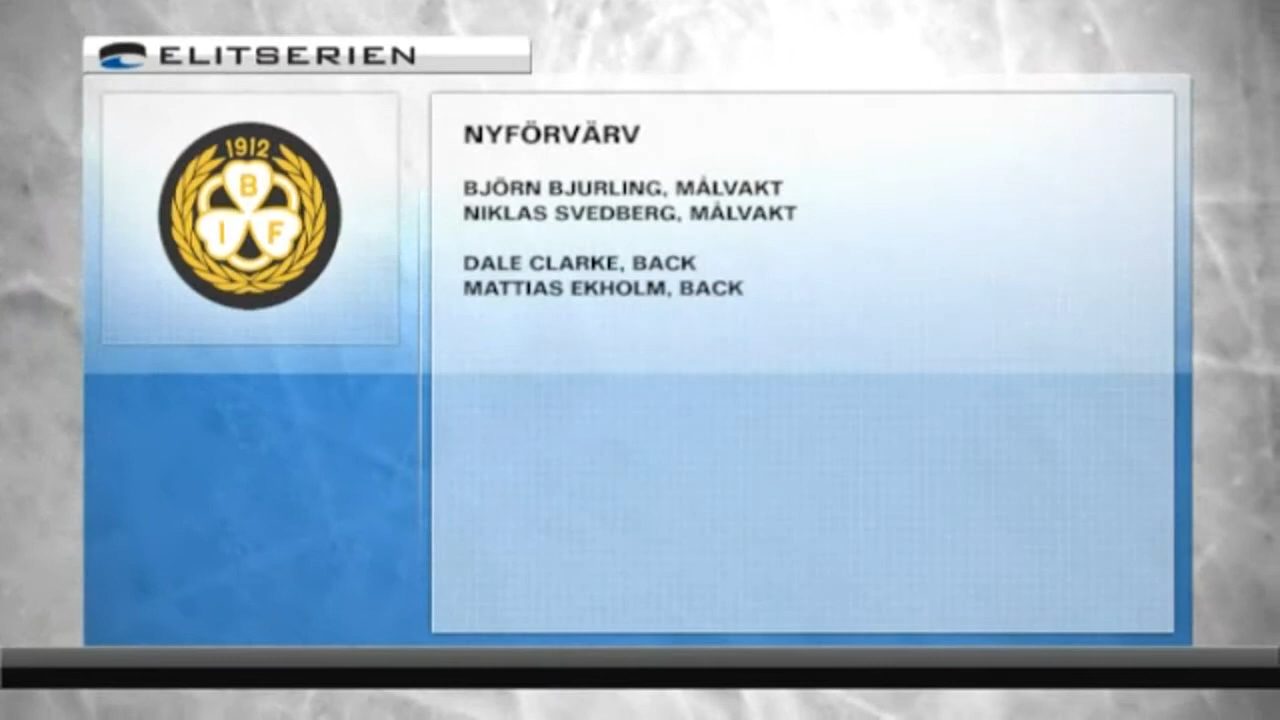 ELITSERIEN
1912
B
I F
NYFÖRVÄRV
BJÖRN BJURLING, MÅLVAKT
NIKLAS SVEDBERG, MÅLVAKT
DALE CLARKE, BACK
MATTIAS EKHOLM, BACK